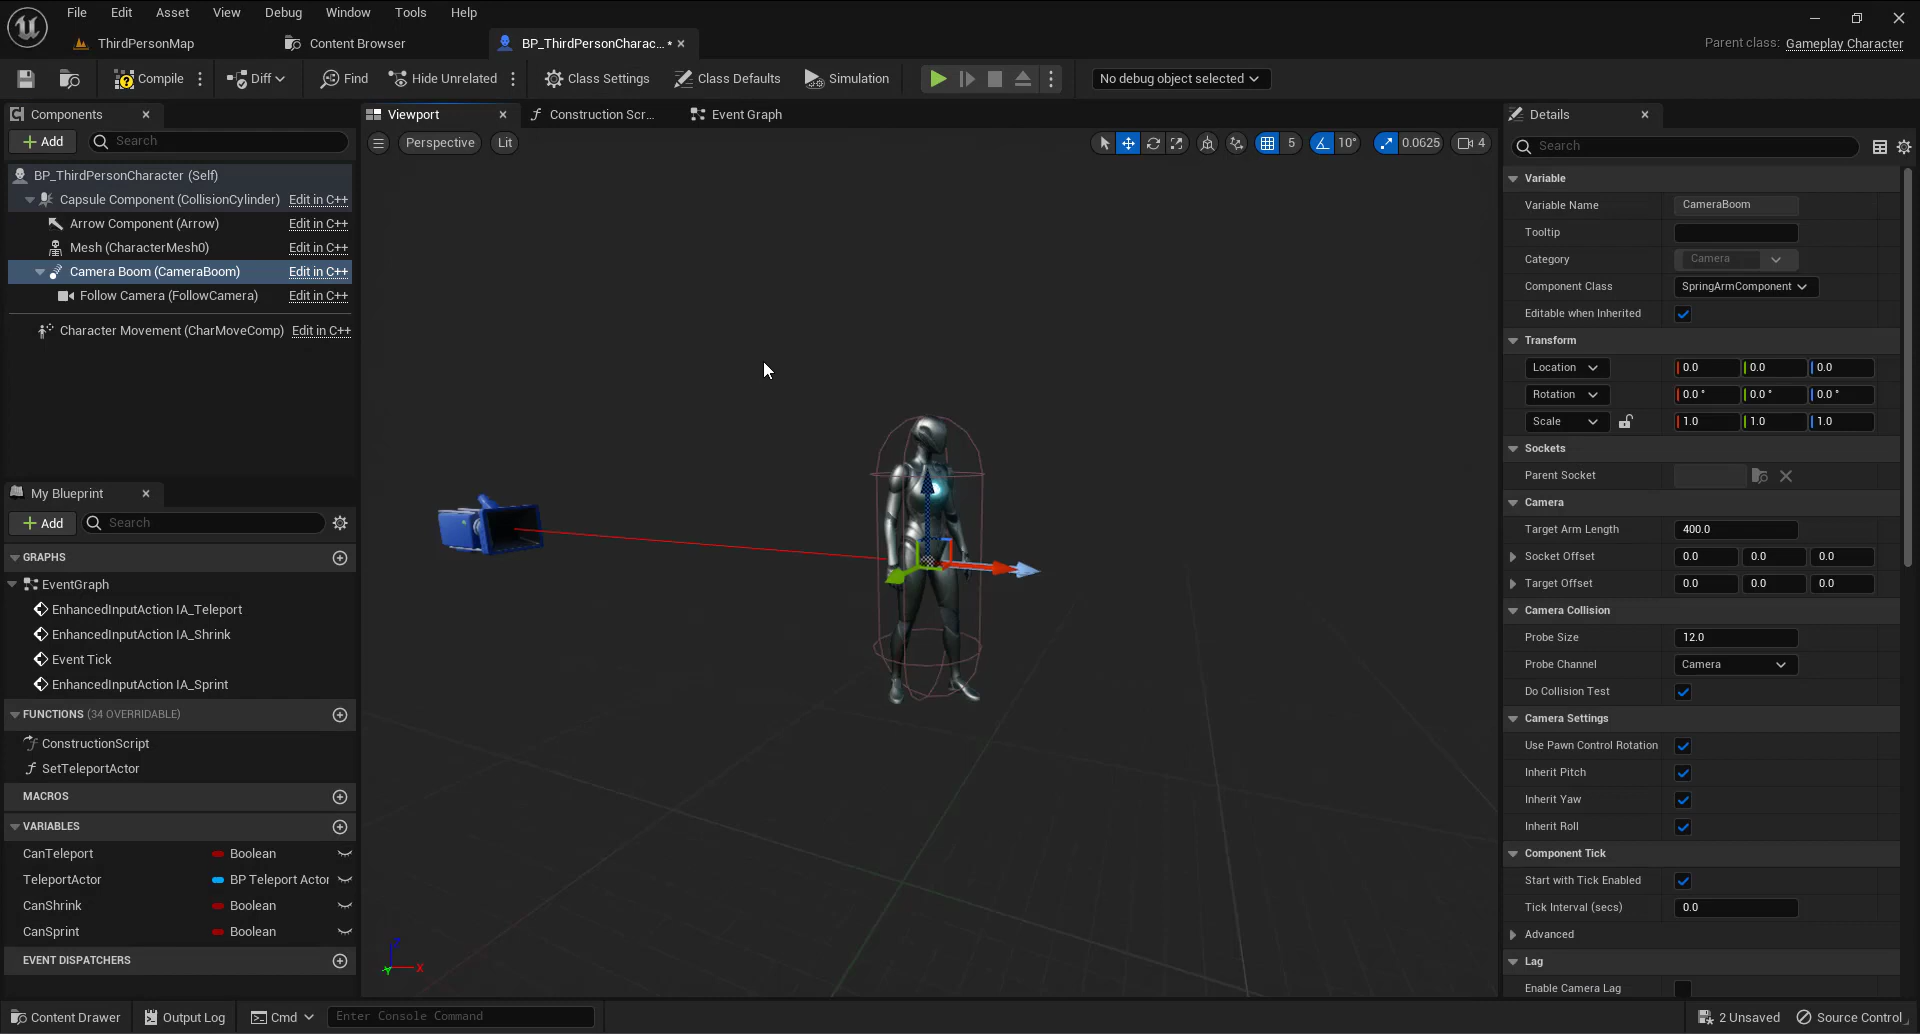 File Edit Asset View Debug Window Tools Help
ThirdPersonMap Content Browser BP_ThirdPersonCharac... •
Parent class: Gameplay Character
Compile Diff Find Hide Unrelated Class Settings Class Defaults Simulation No debug object selected
Components
Add Search
BP_ThirdPersonCharacter (Self)
Capsule Component (CollisionCylinder) Edit in C++
Arrow Component (Arrow) Edit in C++
Mesh (CharacterMesh0) Edit in C++
Camera Boom (CameraBoom) Edit in C++
Follow Camera (FollowCamera) Edit in C++
Character Movement (CharMoveComp) Edit in C++
My Blueprint
Add Search
GRAPHS
EventGraph
EnhancedInputAction IA_Teleport
EnhancedInputAction IA_Shrink
Event Tick
EnhancedInputAction IA_Sprint
FUNCTIONS (34 OVERRIDABLE)
ConstructionScript
SetTeleportActor
MACROS
VARIABLES
CanTeleport Boolean
TeleportActor BP Teleport Actor
CanShrink Boolean
CanSprint Boolean
EVENT DISPATCHERS
Viewport Construction Scr... Event Graph
Perspective Lit 5 10° 0.0625 4
Z
Y
X
Details
Search
Variable
Variable Name CameraBoom
Tooltip
Category Camera
Component Class SpringArmComponent
Editable when Inherited
Transform
Location 0.0 0.0 0.0
Rotation 0.0 ° 0.0 ° 0.0 °
Scale 1.0 1.0 1.0
Sockets
Parent Socket
Camera
Target Arm Length 400.0
Socket Offset 0.0 0.0 0.0
Target Offset 0.0 0.0 0.0
Camera Collision
Probe Size 12.0
Probe Channel Camera
Do Collision Test
Camera Settings
Use Pawn Control Rotation
Inherit Pitch
Inherit Yaw
Inherit Roll
Component Tick
Start with Tick Enabled
Tick Interval (secs) 0.0
Advanced
Lag
Enable Camera Lag
Content Drawer Output Log Cmd Enter Console Command 2 Unsaved Source Control